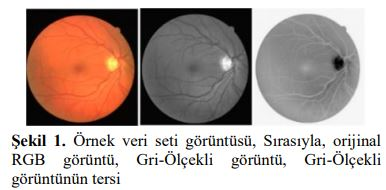 Şekil 1. Örnek veri seti görüntüsü, Sırasıyla, orijinal
RGB görüntü, Gri-Ölçekli görüntü, Gri-Ölçekli
görüntünün tersi